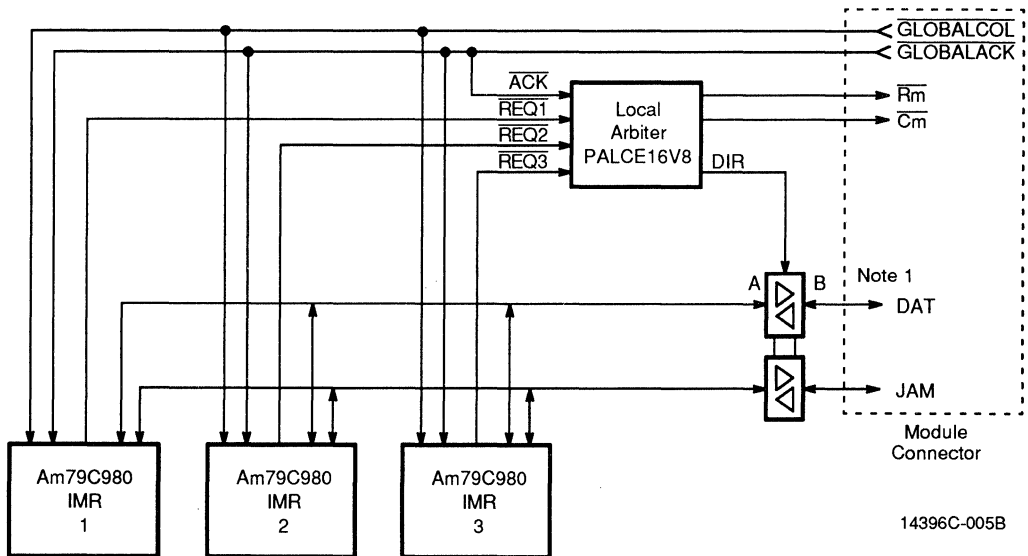 GLOBALCOL
GLOBALACK
ACK
REQ1
REQ2
REQ3
Local
Arbiter
PALCE16V8
DIR
Rm
Cm
A
B
Note 1
DAT
JAM
Module
Connector
Am79C980
IMR
1
Am79C980
IMR
2
Am79C980
IMR
3
14396C-005B